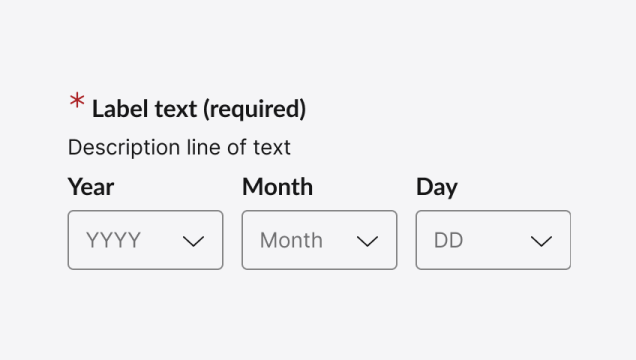 * Label text (required)
Description line of text
Year Month Day
YYYY Month DD